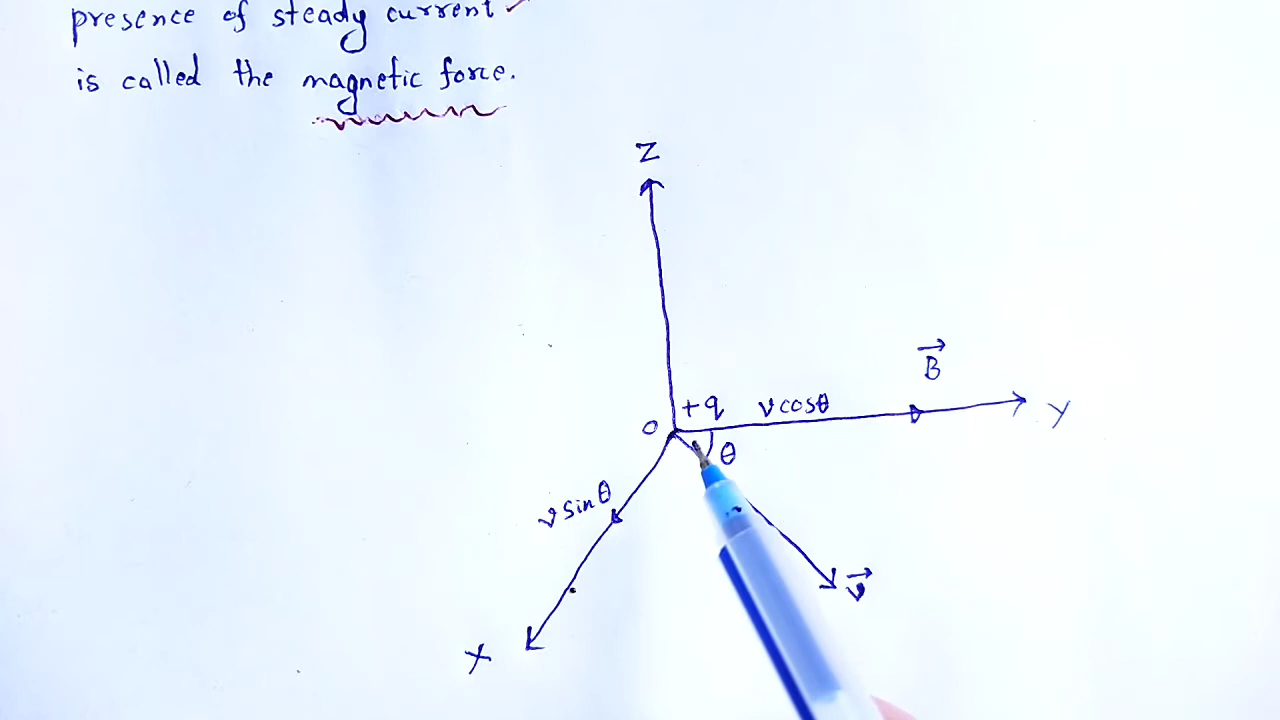 presence of steady current
is called the magnetic force.
Z
B
+q v cosθ
Y
o
θ
v sinθ
v
X